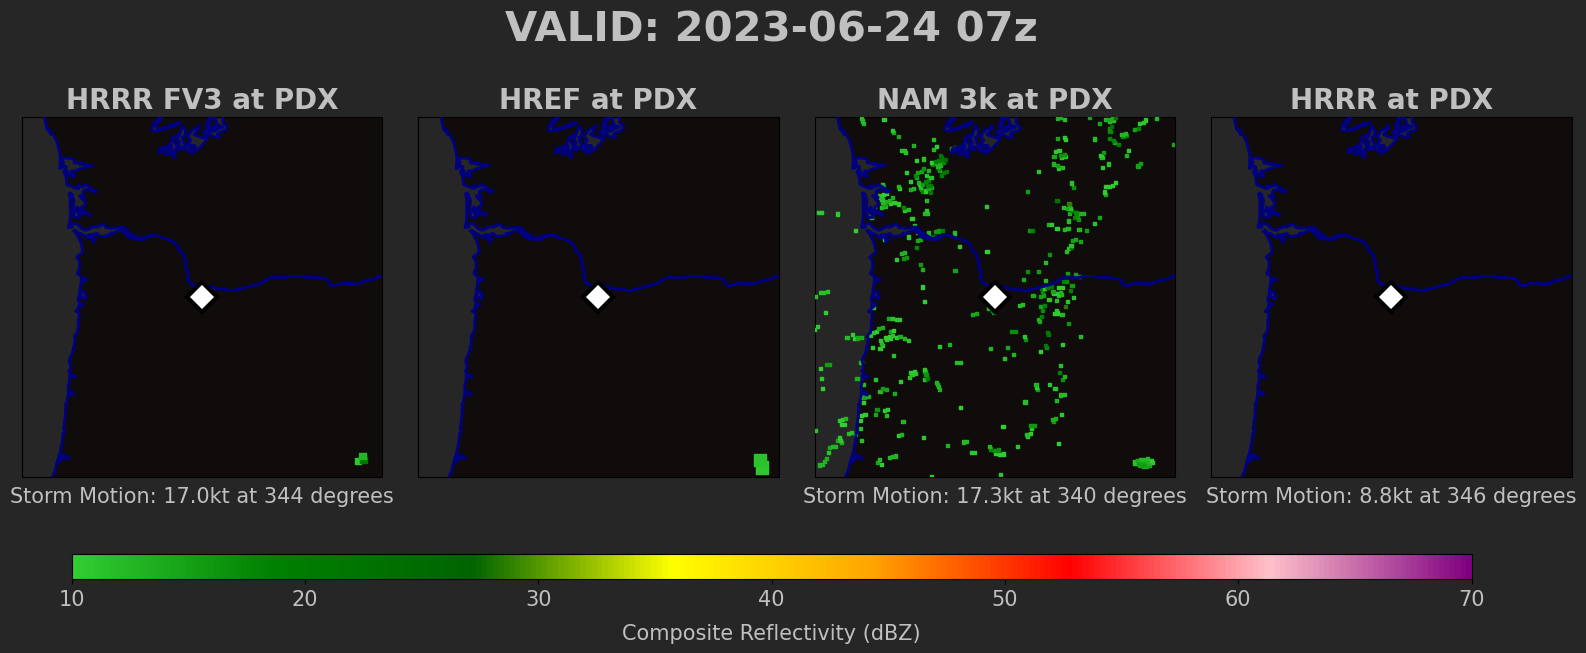 VALID: 2023-06-24 07z
HRRR FV3 at PDX
HREF at PDX
NAM 3k at PDX
HRRR at PDX
Storm Motion: 17.0kt at 344 degrees
Storm Motion: 17.3kt at 340 degrees
Storm Motion: 8.8kt at 346 degrees
10 20 30 40 50 60 70
Composite Reflectivity (dBZ)